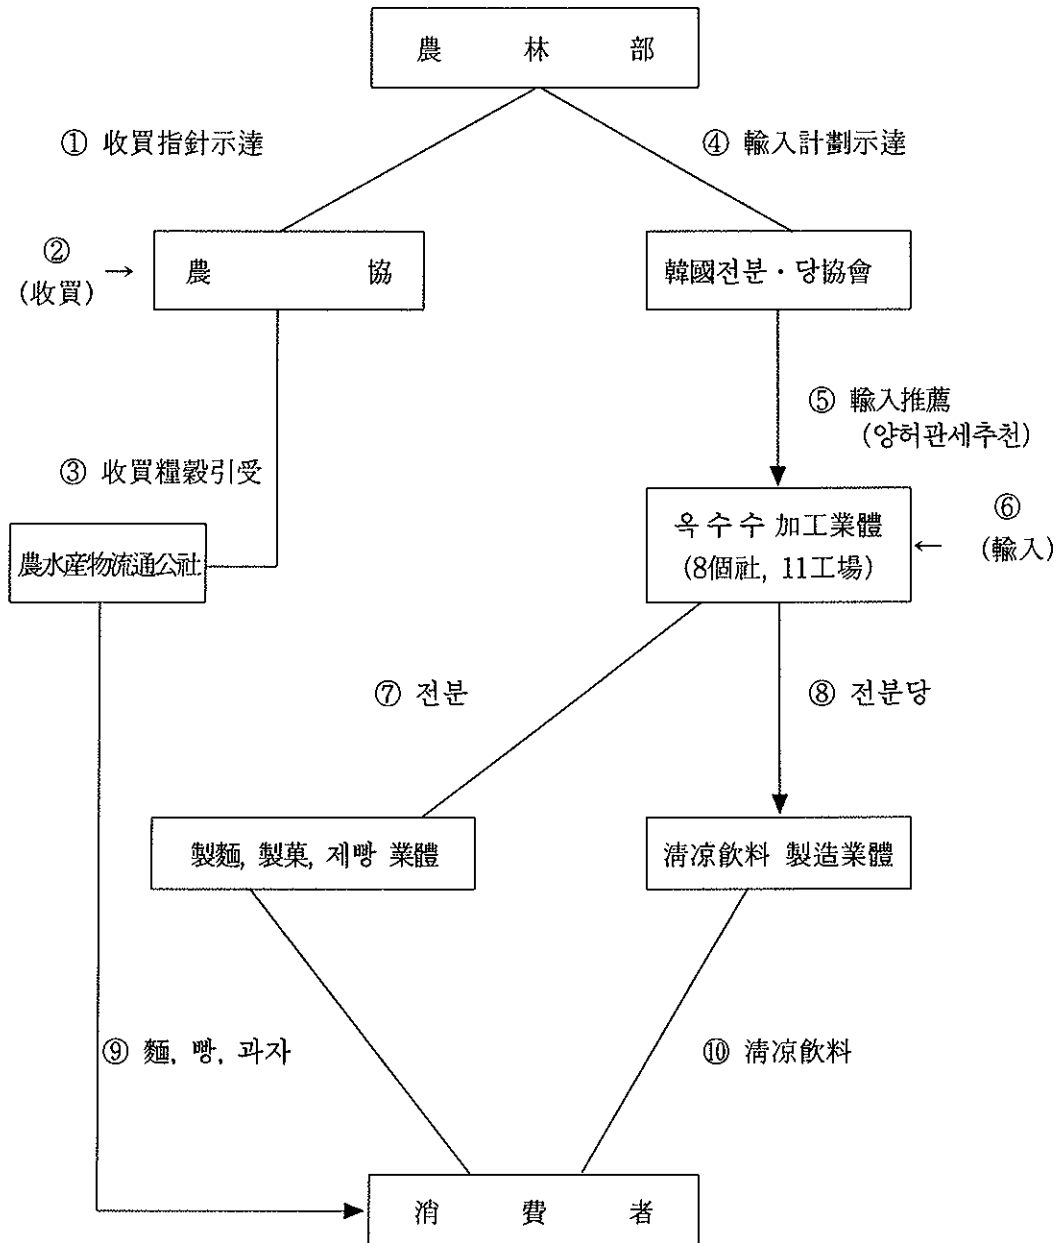 農 林 部
① 收買指針示達
④ 輸入計劃示達
②
(收買)
→
農 協
韓國전분·당協會
⑤ 輸入推薦
(양허관세추천)
③ 收買糧穀引受
農水産物流通公社
옥수수 加工業體
(8個社, 11工場)
←
⑥
(輸入)
⑦ 전분
⑧ 전분당
製麵, 製菓, 제빵 業體
淸凉飮料 製造業體
⑨ 麵, 빵, 과자
⑩ 淸凉飮料
消 費 者